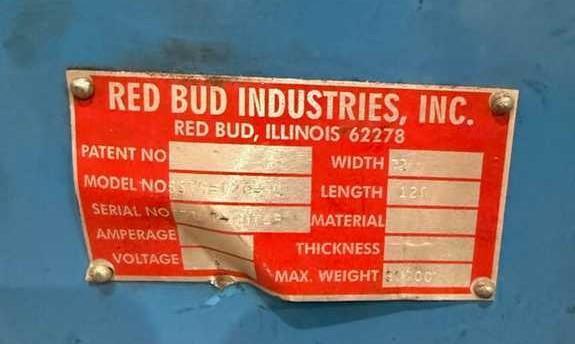 RED BUD INDUSTRIES, INC.
RED BUD, ILLINOIS 62278
PATENT NO
WIDTH
MODEL NO
LENGTH
SERIAL NO
MATERIAL
AMPERAGE
THICKNESS
VOLTAGE
MAX. WEIGHT